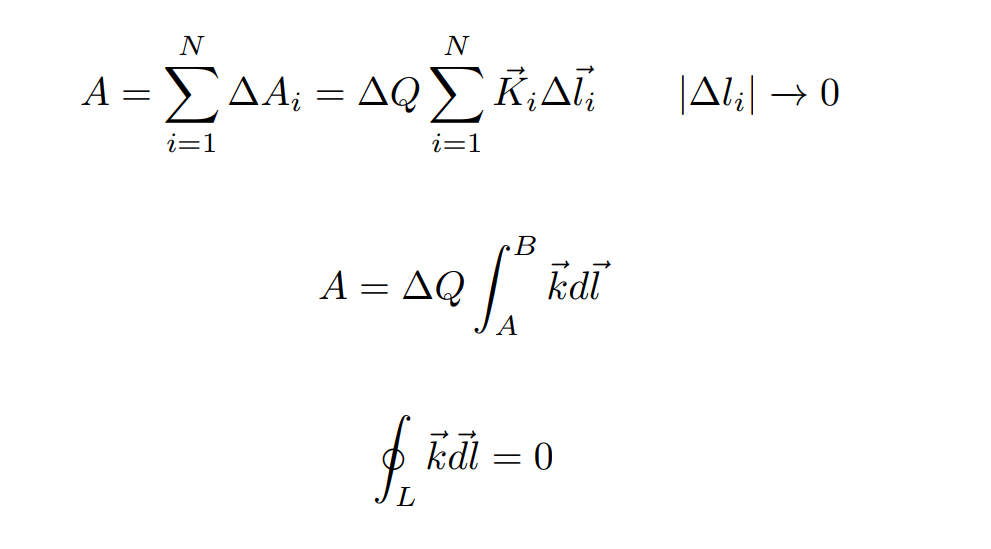 $A = \sum_{i=1}^{N} \Delta A_i = \Delta Q \sum_{i=1}^{N} \vec{K}_i \Delta \vec{l}_i \qquad |\Delta l_i| \to 0$
$A = \Delta Q \int_A^B \vec{k} d\vec{l}$
$\oint_L \vec{k} \vec{d} l = 0$